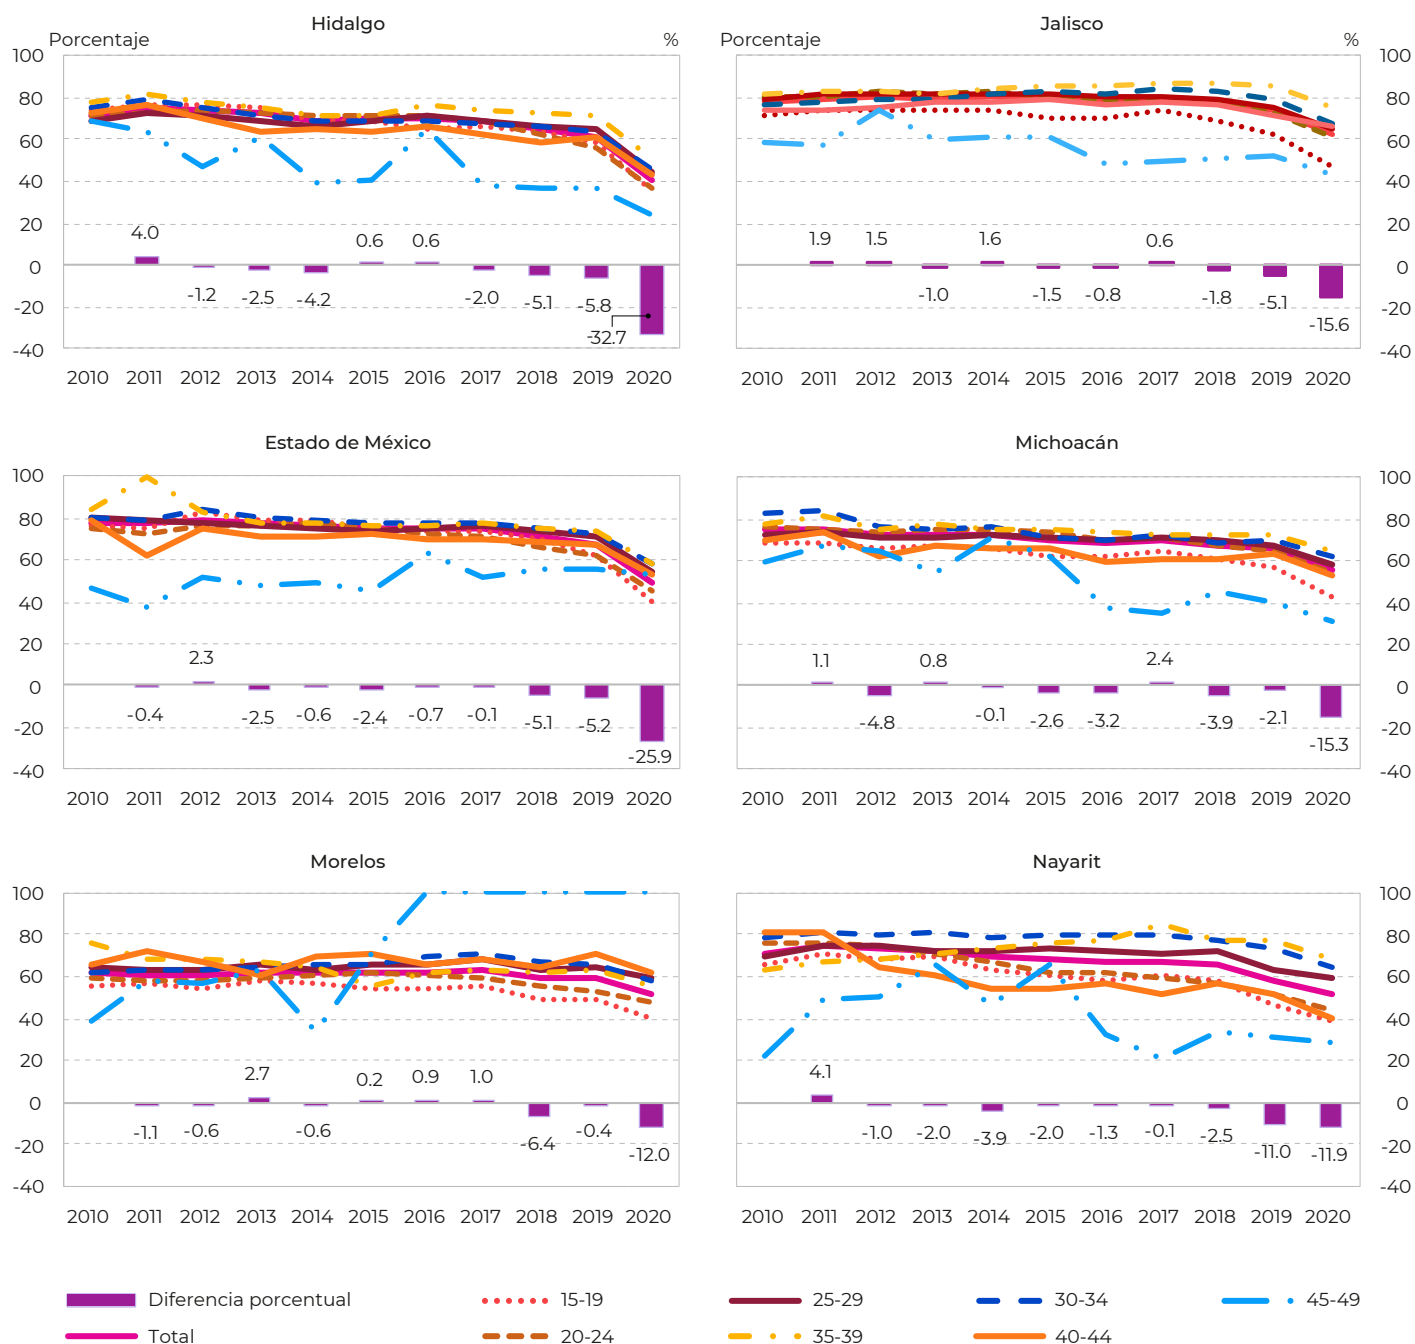 Hidalgo
Jalisco
Porcentaje %
Porcentaje %
100 100
80 80
60 60
40 40
20 20
0 0
-20 -20
-40 -40
4.0 0.6 0.6
-1.2 -2.5 -4.2 -2.0 -5.1 -5.8
-32.7
1.9 1.5 1.6 0.6
-1.0 -1.5 -0.8 -1.8 -5.1
-15.6
2010 2011 2012 2013 2014 2015 2016 2017 2018 2019 2020
2010 2011 2012 2013 2014 2015 2016 2017 2018 2019 2020
Estado de México
Michoacán
100 100
80 80
60 60
40 40
20 20
0 0
-20 -20
-40 -40
2.3
-0.4 -2.5 -0.6 -2.4 -0.7 -0.1 -5.1 -5.2
-25.9
1.1 0.8 2.4
-4.8 -0.1 -2.6 -3.2 -3.9 -2.1
-15.3
2010 2011 2012 2013 2014 2015 2016 2017 2018 2019 2020
2010 2011 2012 2013 2014 2015 2016 2017 2018 2019 2020
Morelos
Nayarit
100 100
80 80
60 60
40 40
20 20
0 0
-20 -20
-40 -40
2.7 0.2 0.9 1.0
-1.1 -0.6 -0.6 -6.4 -0.4
-12.0
4.1
-1.0 -2.0 -3.9 -2.0 -1.3 -0.1 -2.5
-11.0 -11.9
2010 2011 2012 2013 2014 2015 2016 2017 2018 2019 2020
2010 2011 2012 2013 2014 2015 2016 2017 2018 2019 2020
Diferencia porcentual 15-19 25-29 30-34 45-49
Total 20-24 35-39 40-44